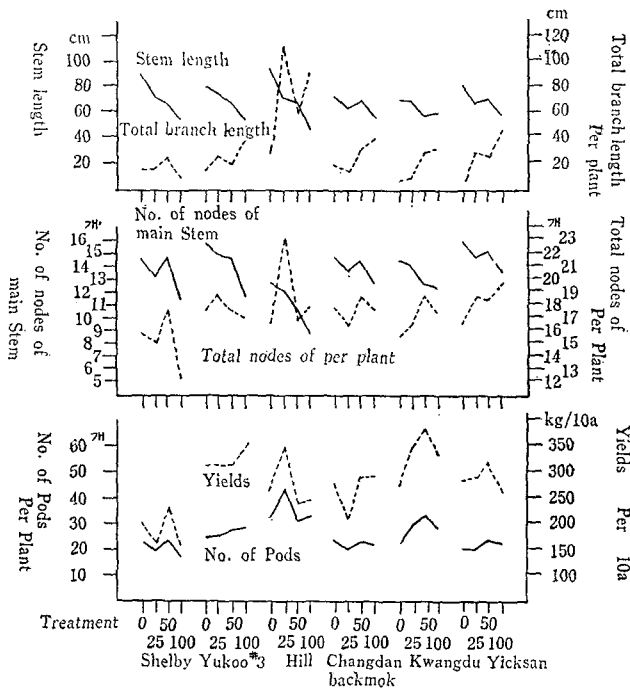 cm
100
80
60
40
20
Stem length
Stem length
Total branch length
cm
120
100
80
60
40
20
Total branch length
Per plant
No. of nodes of
main Stem
16
15
14
13
12
11
10
9
8
7
6
5
No. of nodes of
main Stem
Total nodes of per plant
23
22
21
20
19
18
17
16
15
14
13
12
Total nodes of
Per Plant
60
50
40
30
20
10
No. of Pods
Per Plant
Yields
No. of Pods
kg/10a
350
300
250
200
150
100
Yields Per 10a
Treatment 0 50 0 50 0 50 0 50 0 50 0 50
25 100 25 100 25 100 25 100 25 100 25 100
Shelby Yukoo #3 Hill Changdan Kwangdu Yicksan
backmok